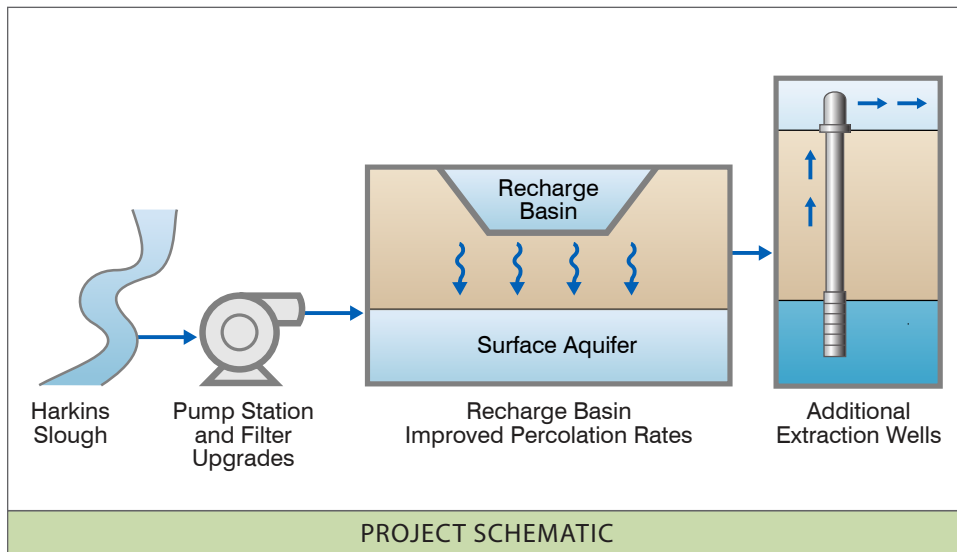 Recharge
Basin
Surface Aquifer
Harkins
Slough
Pump Station
and Filter
Upgrades
Recharge Basin
Improved Percolation Rates
Additional
Extraction Wells
PROJECT SCHEMATIC